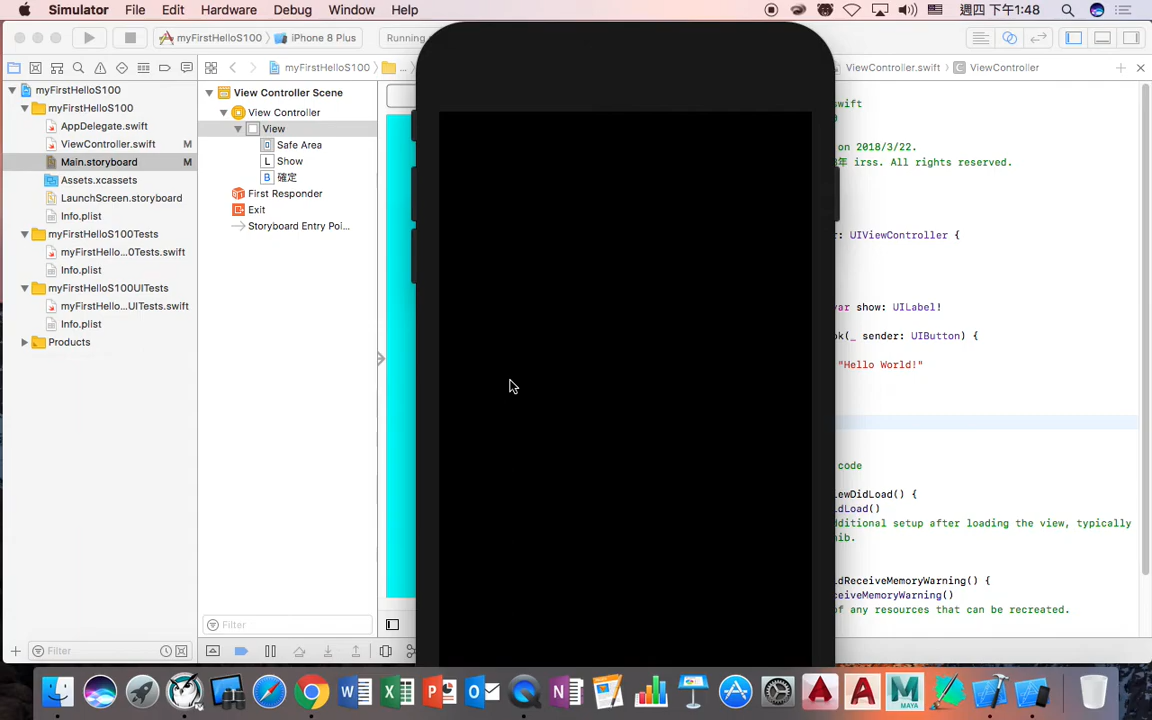 Simulator File Edit Hardware Debug Window Help 週四 下午1:48
myFirstHelloS100 iPhone 8 Plus Running
myFirstHelloS100 ... ViewController.swift C ViewController
myFirstHelloS100
myFirstHelloS100
AppDelegate.swift
ViewController.swift M
Main.storyboard M
Assets.xcassets
LaunchScreen.storyboard
Info.plist
myFirstHelloS100Tests
myFirstHello...0Tests.swift
Info.plist
myFirstHelloS100UITests
myFirstHello...UITests.swift
Info.plist
Products
Filter
View Controller Scene
View Controller
View
Safe Area
L Show
B 確定
First Responder
Exit
Storyboard Entry Poi...
Filter
swift
on 2018/3/22.
年 irss. All rights reserved.
r: UIViewController {
var show: UILabel!
ok(_ sender: UIButton) {
"Hello World!"
code
ewDidLoad() {
dLoad()
dditional setup after loading the view, typically
ib.
dReceiveMemoryWarning() {
ceiveMemoryWarning()
of any resources that can be recreated.
MAYA